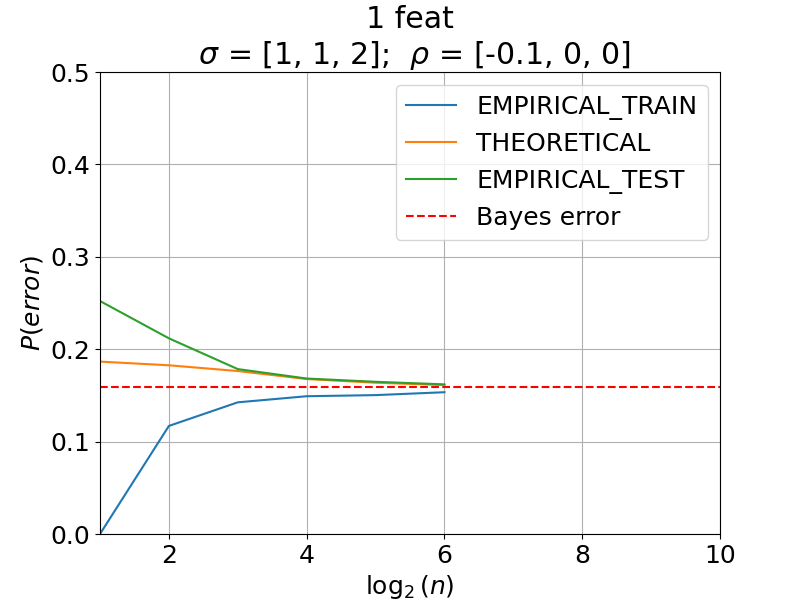 1 feat
σ = [1, 1, 2]; ρ = [-0.1, 0, 0]
0.5
0.4
0.3
0.2
0.1
0.0
P(error)
EMPIRICAL_TRAIN
THEORETICAL
EMPIRICAL_TEST
Bayes error
2 4 6 8 10
log₂(n)